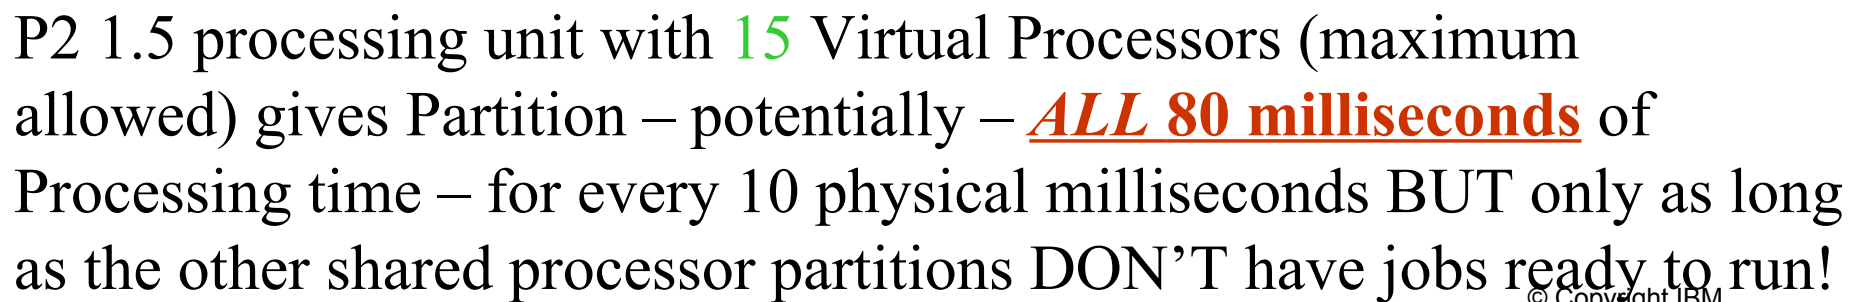 P2 1.5 processing unit with 15 Virtual Processors (maximum
allowed) gives Partition – potentially – ALL 80 milliseconds of
Processing time – for every 10 physical milliseconds BUT only as long
as the other shared processor partitions DON’T have jobs ready to run!
© Copyright IBM